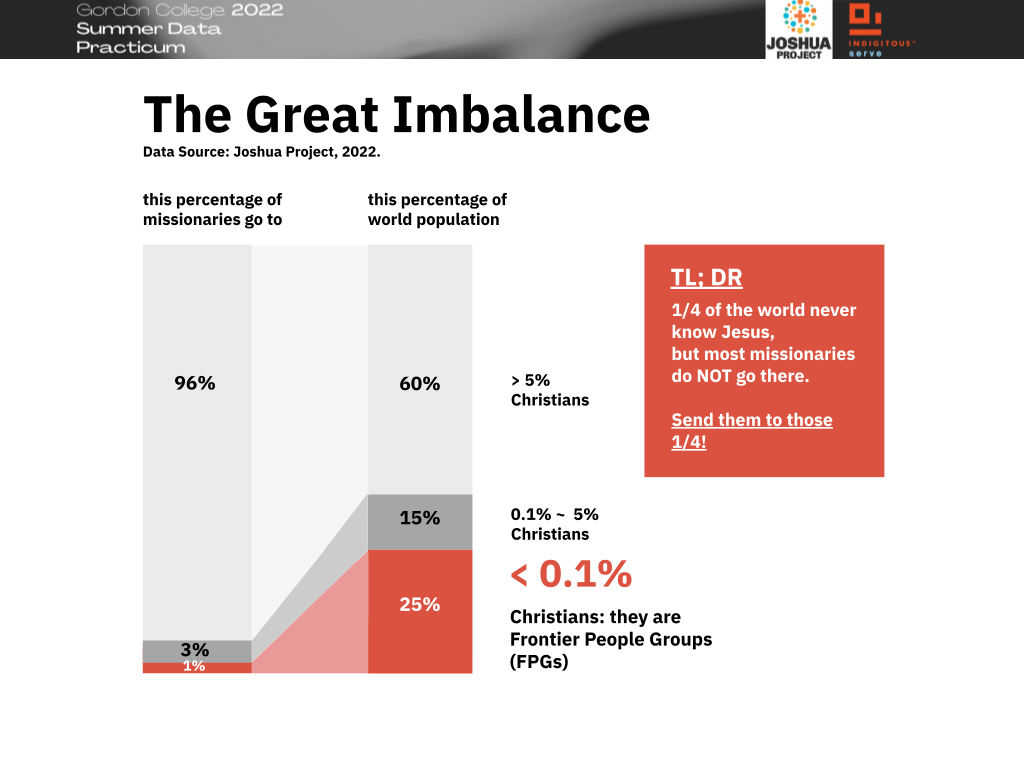 Gordon College 2022
Summer Data
Practicum
JOSHUA
PROJECT
INDIGITOUS™
serve
The Great Imbalance
Data Source: Joshua Project, 2022.
this percentage of
missionaries go to
this percentage of
world population
96%
60%
> 5%
Christians
TL; DR
1/4 of the world never
know Jesus,
but most missionaries
do NOT go there.
Send them to those
1/4!
15%
0.1% ~ 5%
Christians
< 0.1%
25%
Christians: they are
Frontier People Groups
(FPGs)
3%
1%